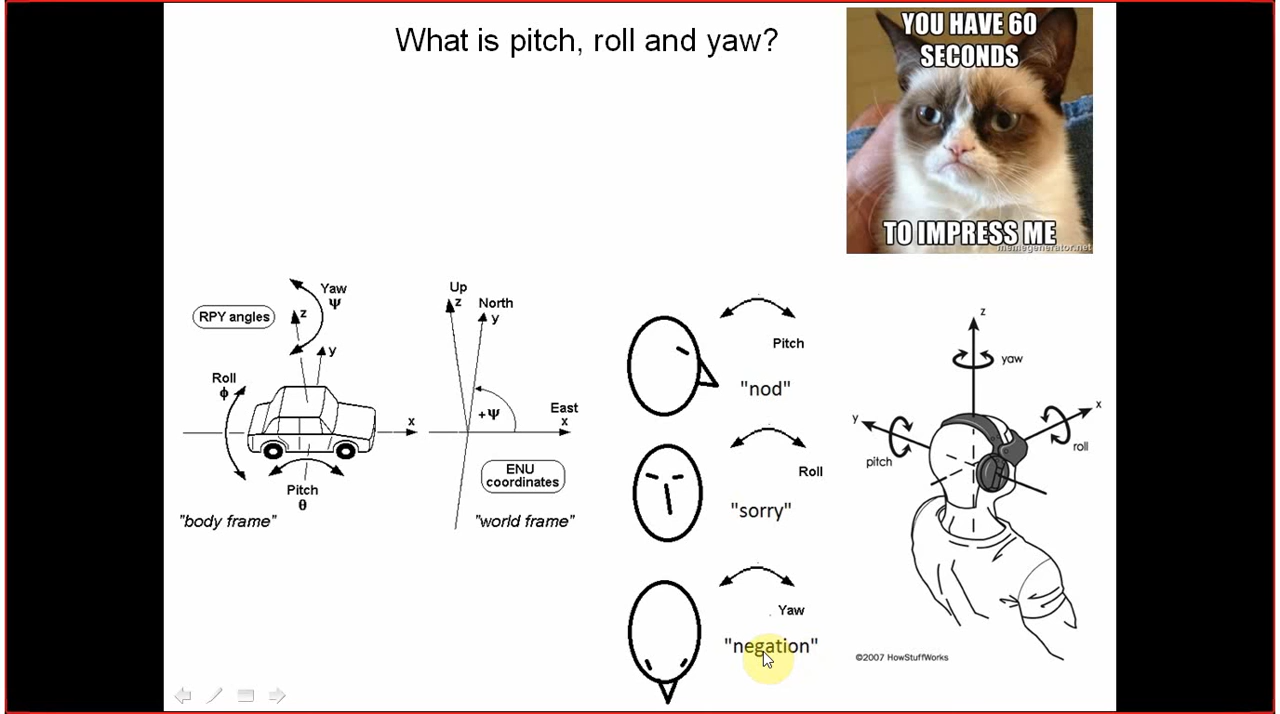 What is pitch, roll and yaw?
YOU HAVE 60
SECONDS
TO IMPRESS ME
memegenerator.net
Yaw
Ψ
RPY angles
z
y
Roll
ϕ
x
Pitch
θ
"body frame"
Up
z
North
y
+Ψ
East
x
ENU
coordinates
"world frame"
Pitch
"nod"
Roll
"sorry"
Yaw
"negation"
z
yaw
x
roll
y
pitch
©2007 HowStuffWorks